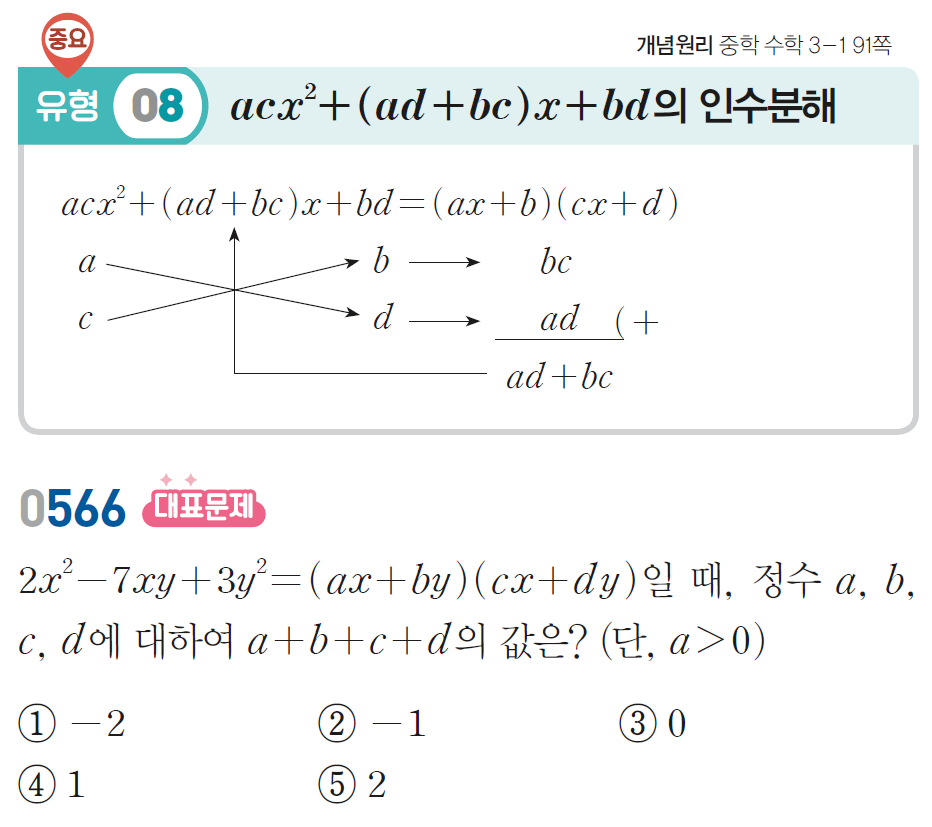 중요
개념원리 중학 수학 3-1 91쪽
유형 08 acx²+(ad+bc)x+bd의 인수분해
acx²+(ad+bc)x+bd=(ax+b)(cx+d)
a b bc
c d ad (+
ad+bc
0566 대표문제
2x²-7xy+3y²=(ax+by)(cx+dy)일 때, 정수 a, b,
c, d에 대하여 a+b+c+d의 값은? (단, a>0)
① -2 ② -1 ③ 0
④ 1 ⑤ 2